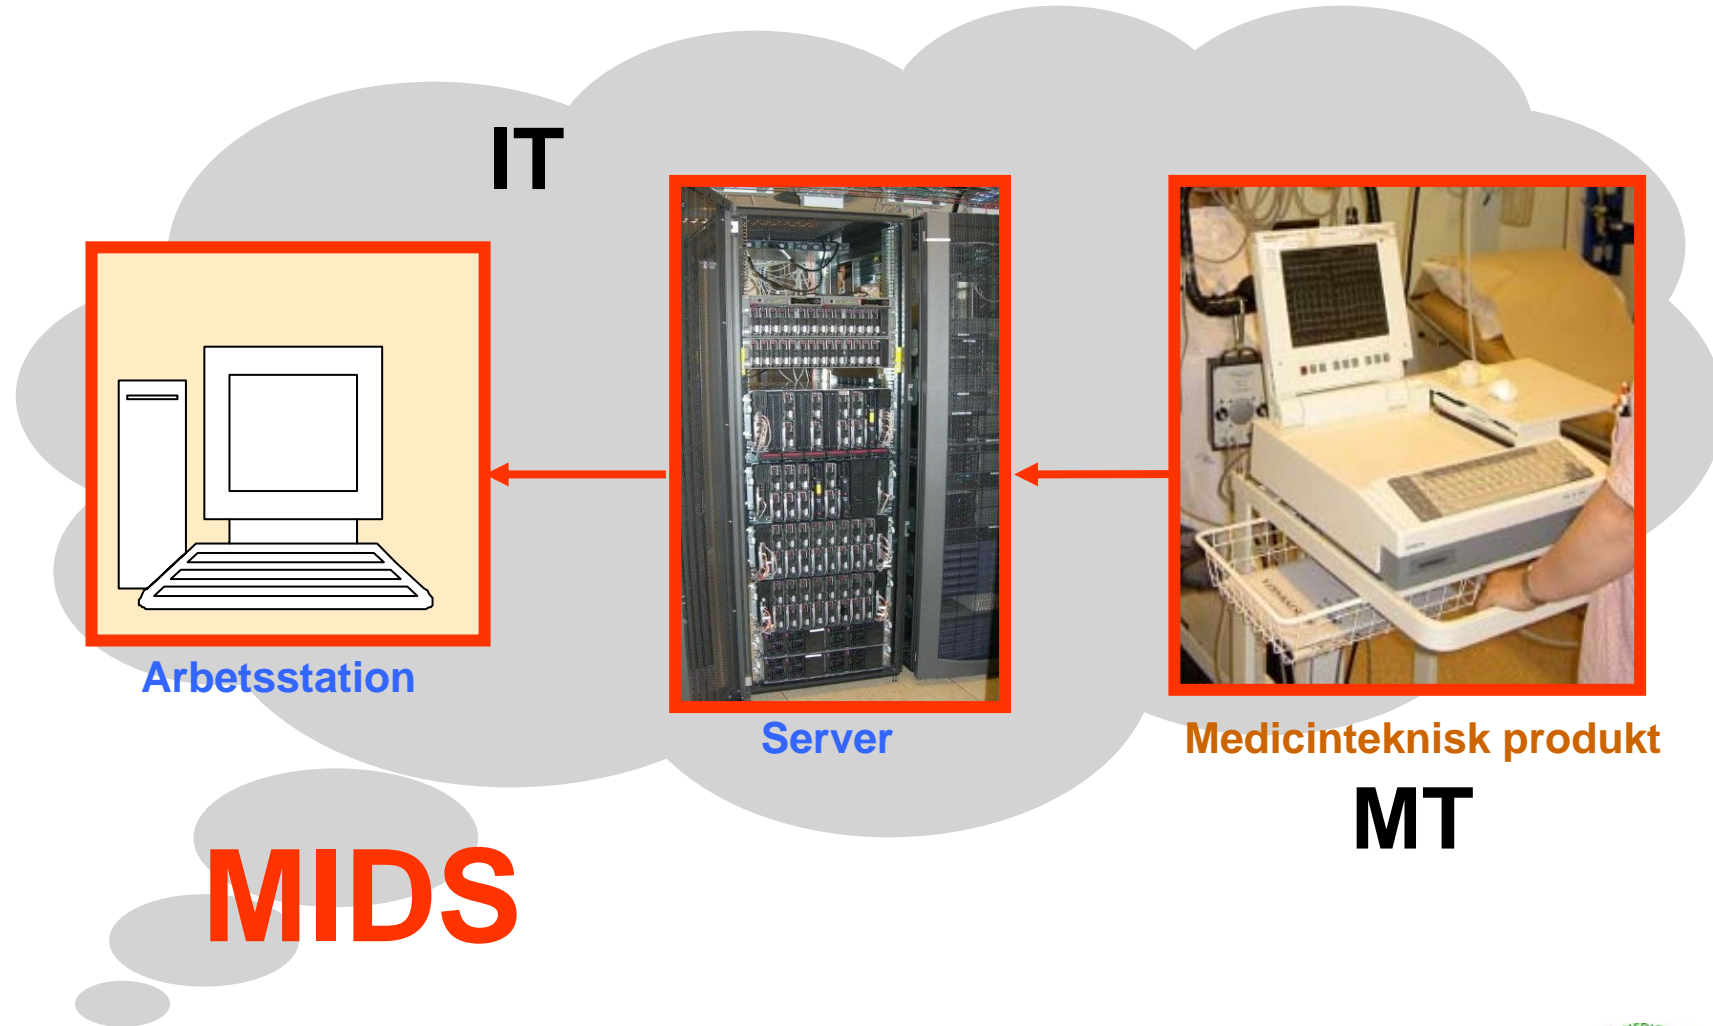 IT
Arbetsstation
Server
Medicinteknisk produkt
MT
MIDS